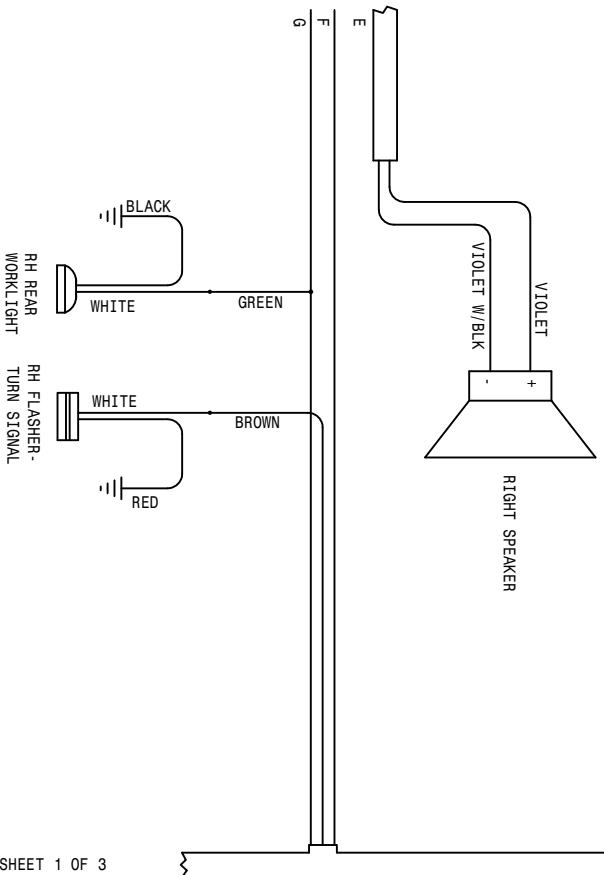 G
F
E
BLACK
WHITE
GREEN
RH REAR
WORKLIGHT
WHITE
BROWN
RED
RH FLASHER-
TURN SIGNAL
VIOLET
VIOLET W/BLK
-
+
RIGHT SPEAKER
SHEET 1 OF 3